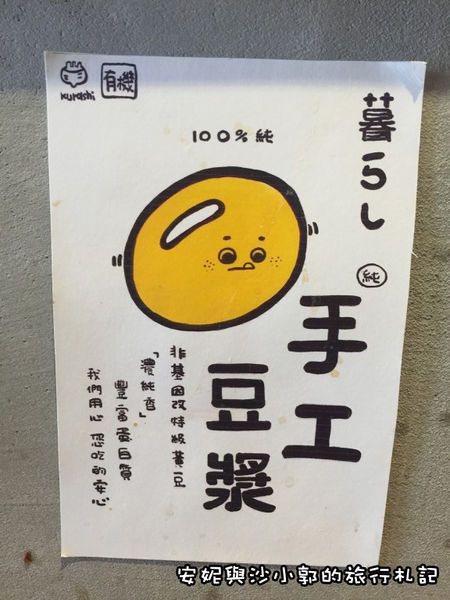 kurashi
有機
100%純
暮らし
純
手工
豆漿
非基因改特級黃豆
「濃純香」
豐富蛋白質
我們用心 您吃的安心
安妮與沙小郭的旅行札記